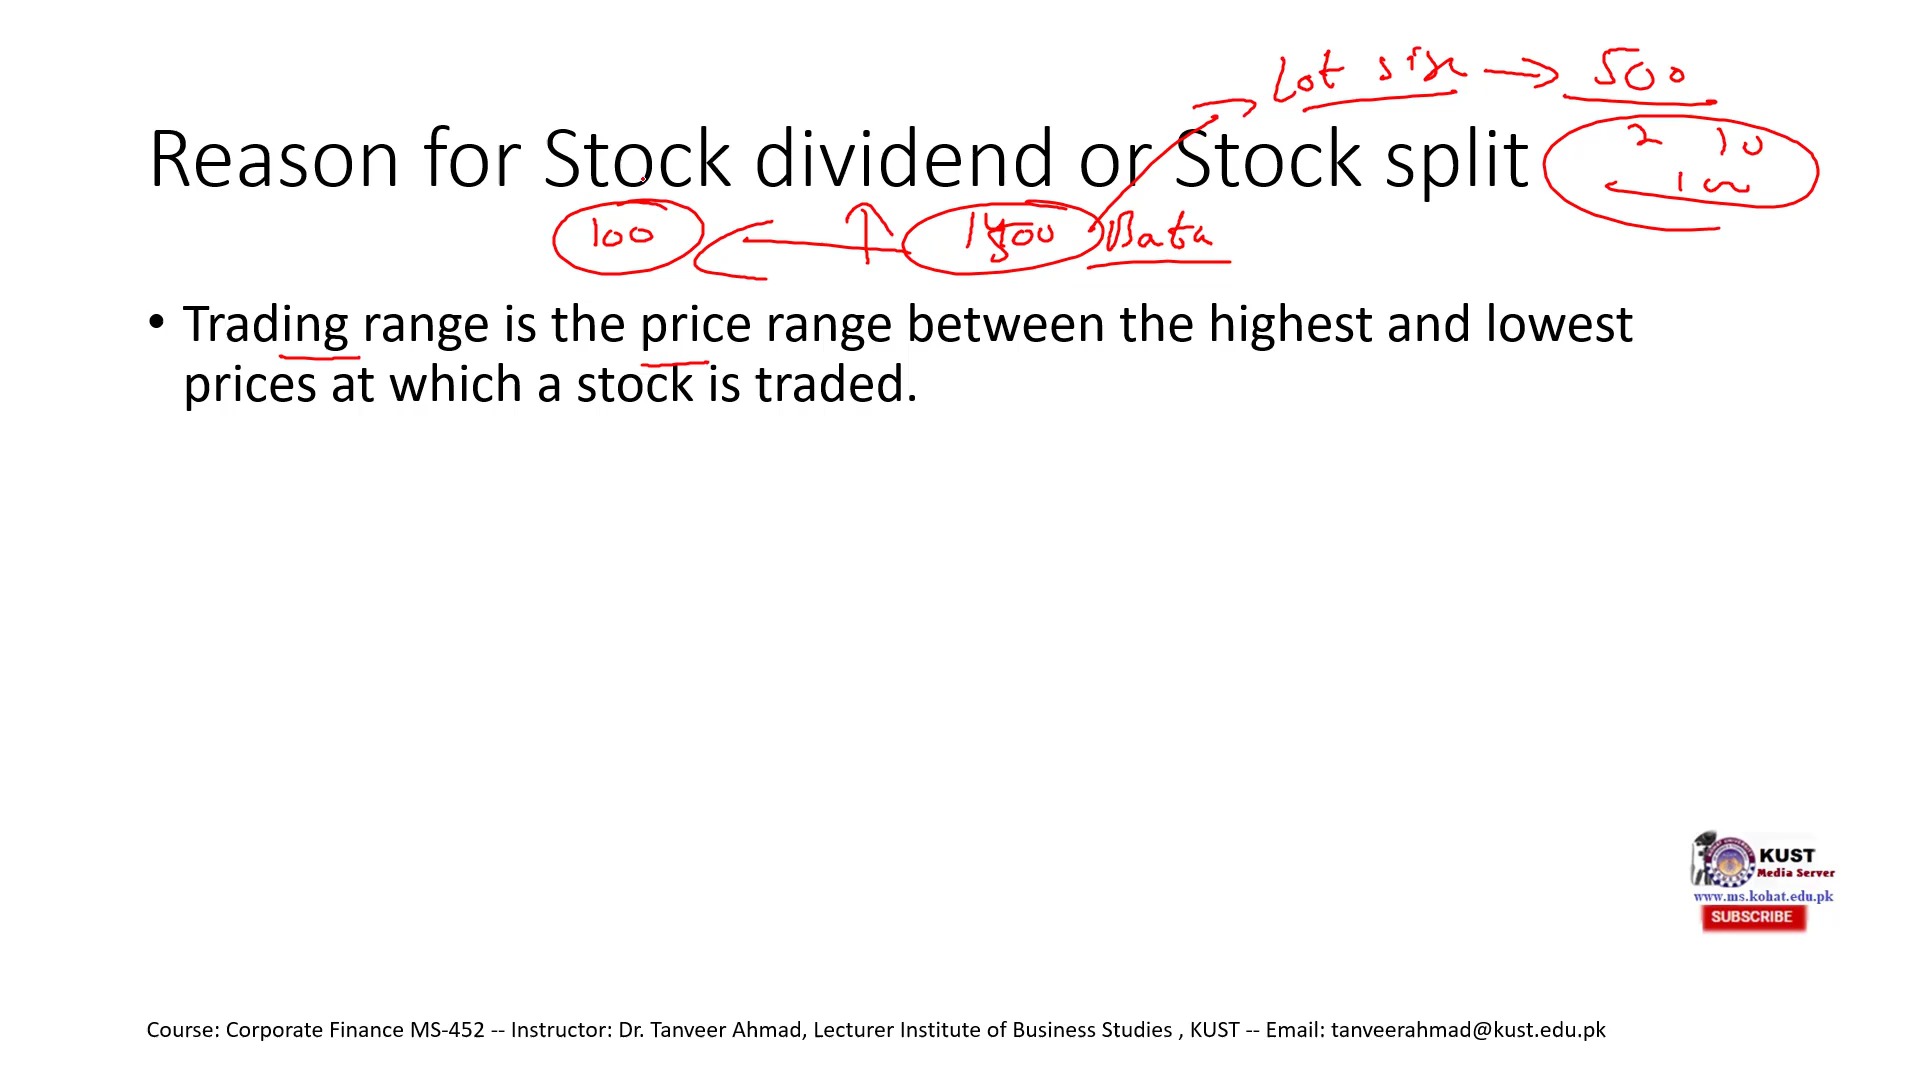 Lot size → 500
Reason for Stock dividend or Stock split
2 10
100
100
Bata
• Trading range is the price range between the highest and lowest
prices at which a stock is traded.
KUST
Media Server
www.ms.kohat.edu.pk
SUBSCRIBE
Course: Corporate Finance MS-452 -- Instructor: Dr. Tanveer Ahmad, Lecturer Institute of Business Studies , KUST -- Email: tanveerahmad@kust.edu.pk